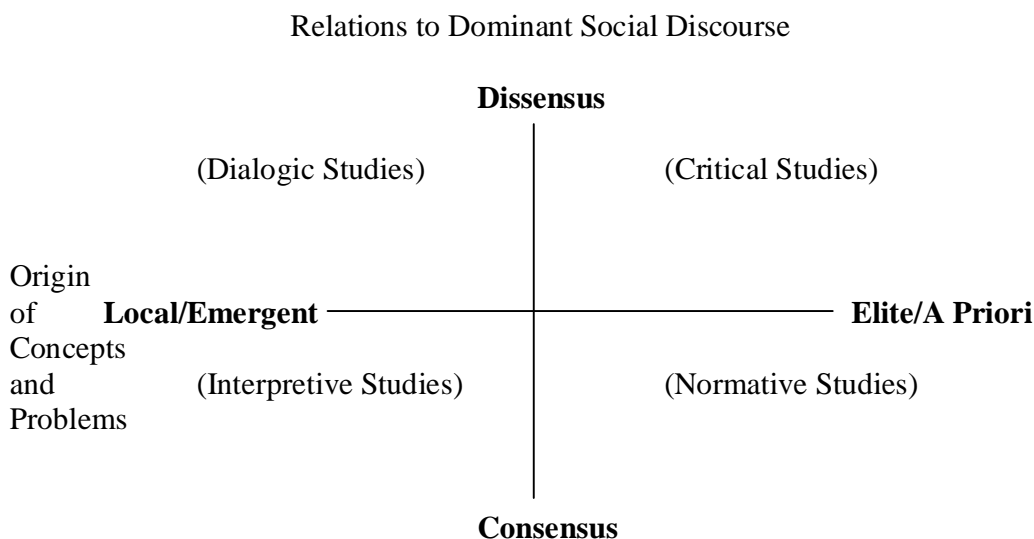 Relations to Dominant Social Discourse
Dissensus
(Dialogic Studies) (Critical Studies)
Origin
of Local/Emergent Elite/A Priori
Concepts
and (Interpretive Studies) (Normative Studies)
Problems
Consensus